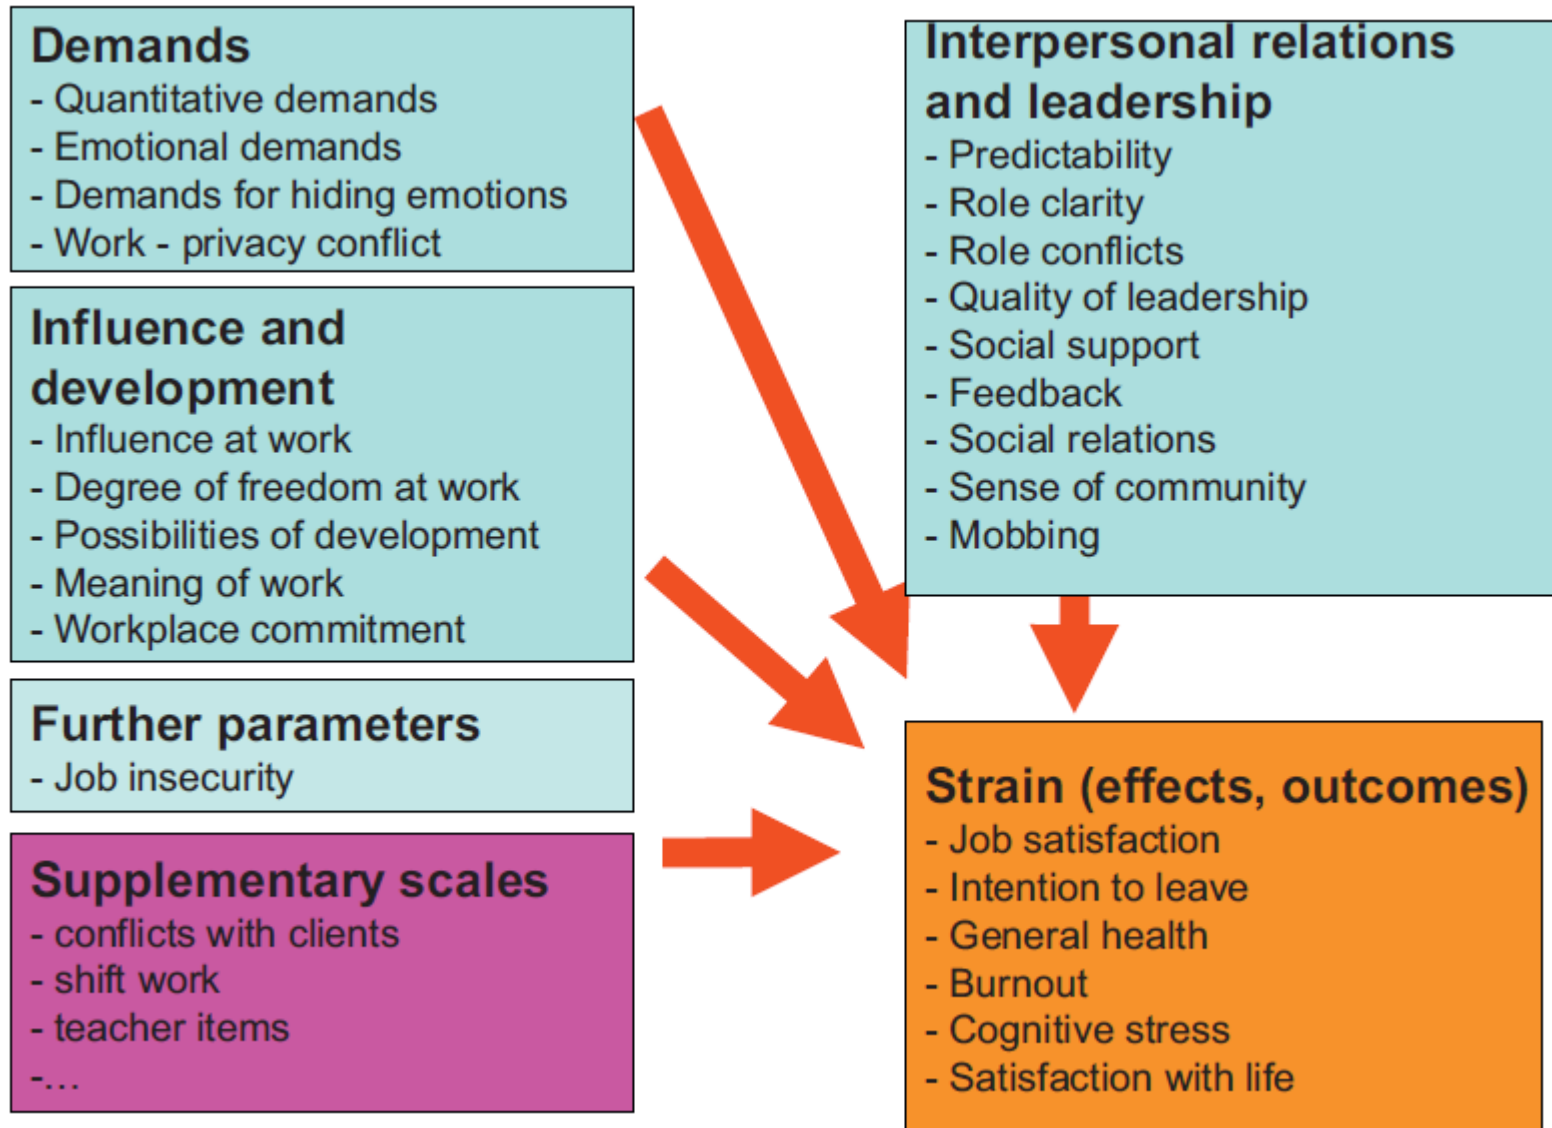 Demands
- Quantitative demands
- Emotional demands
- Demands for hiding emotions
- Work - privacy conflict
Influence and
development
- Influence at work
- Degree of freedom at work
- Possibilities of development
- Meaning of work
- Workplace commitment
Further parameters
- Job insecurity
Supplementary scales
- conflicts with clients
- shift work
- teacher items
-...
Interpersonal relations
and leadership
- Predictability
- Role clarity
- Role conflicts
- Quality of leadership
- Social support
- Feedback
- Social relations
- Sense of community
- Mobbing
Strain (effects, outcomes)
- Job satisfaction
- Intention to leave
- General health
- Burnout
- Cognitive stress
- Satisfaction with life